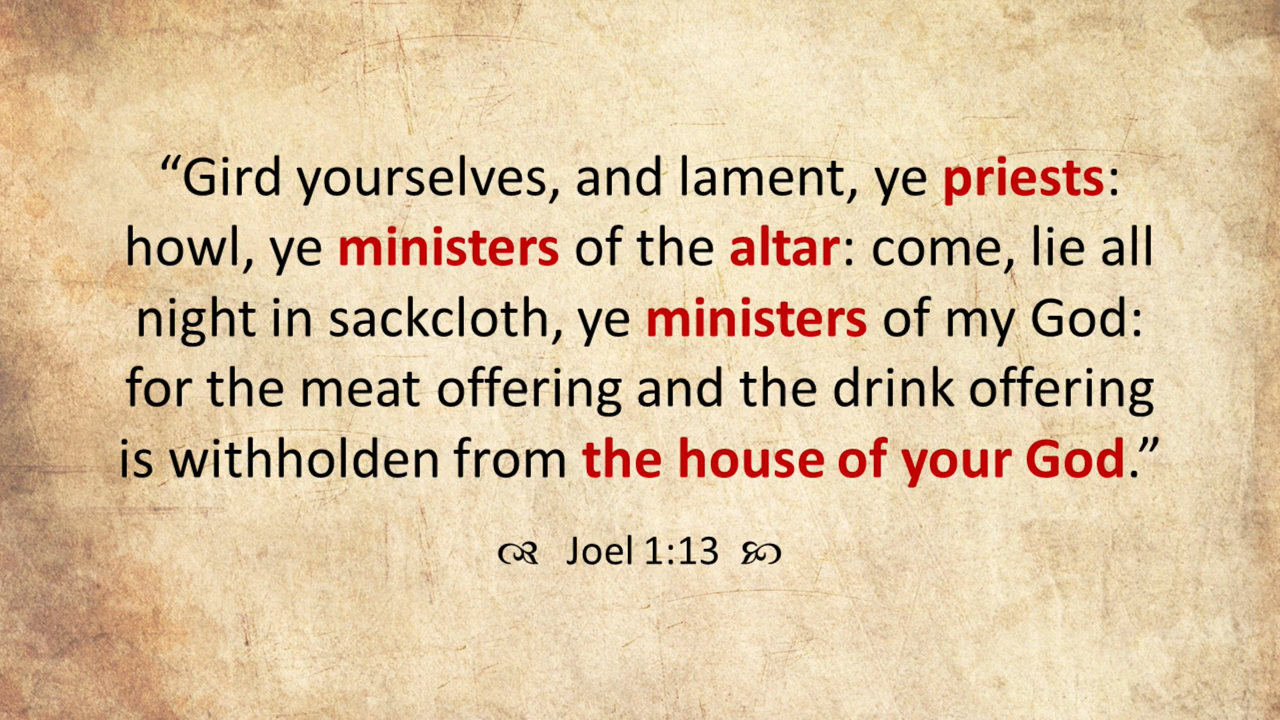 “Gird yourselves, and lament, ye priests:
howl, ye ministers of the altar: come, lie all
night in sackcloth, ye ministers of my God:
for the meat offering and the drink offering
is withholden from the house of your God.”
Joel 1:13